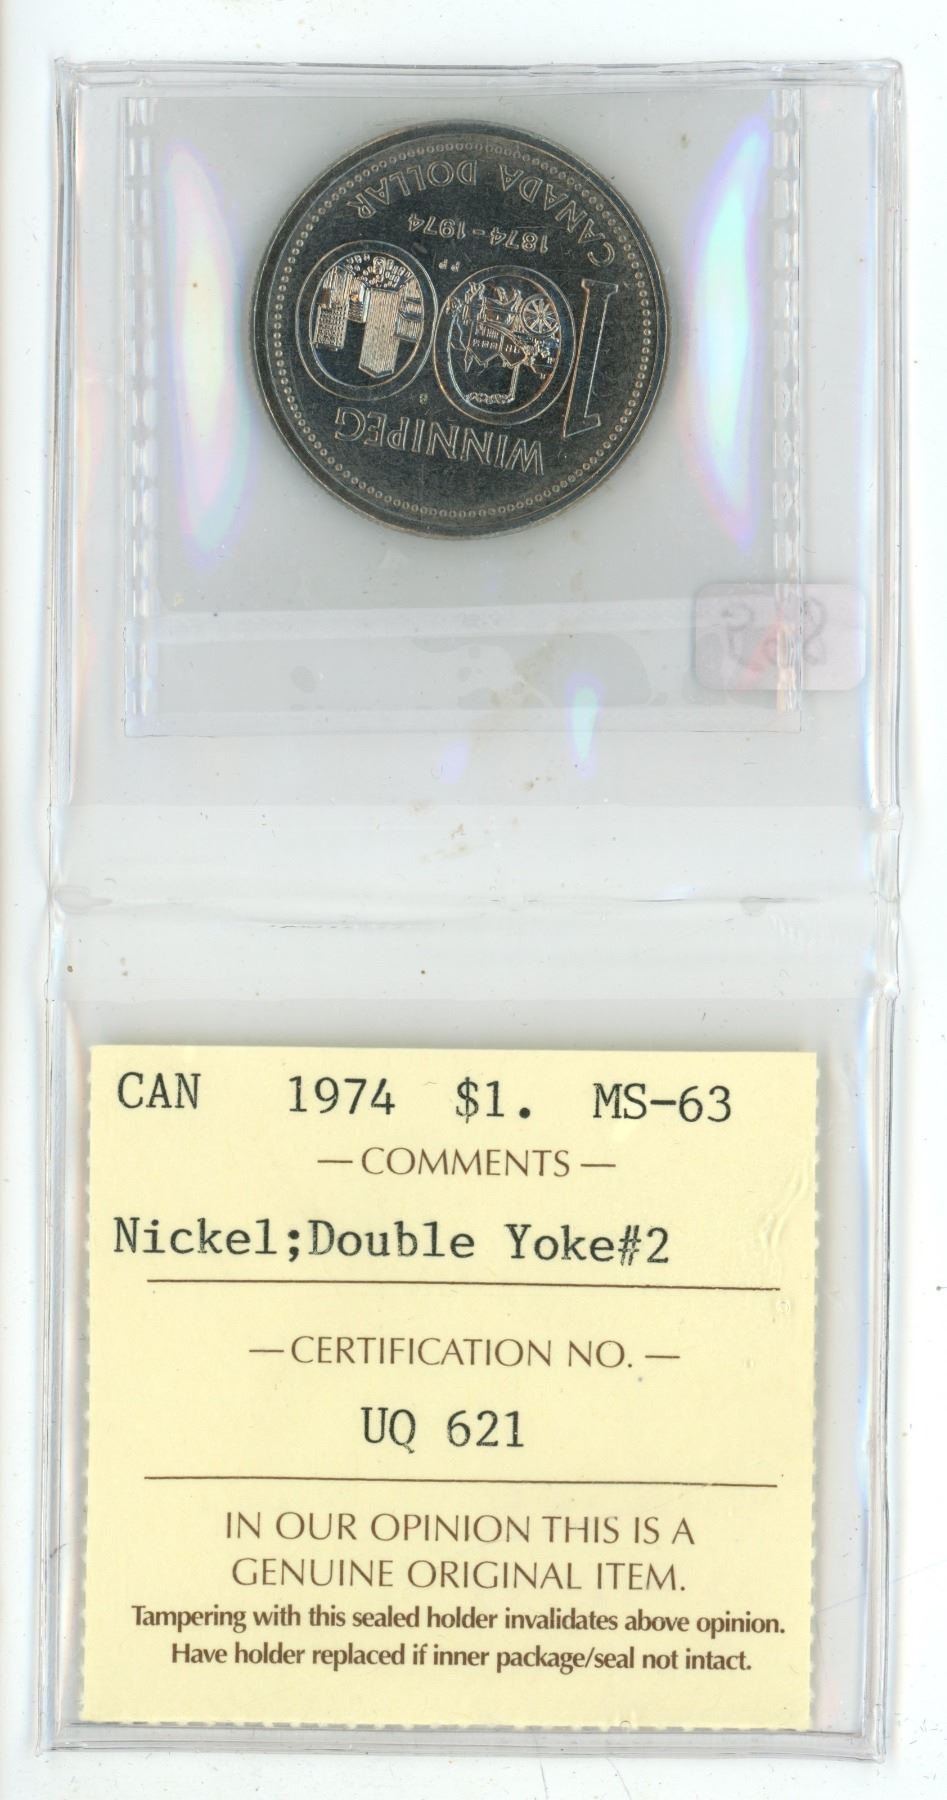 WINNIPEG
100
PP
1874-1974
CANADA DOLLAR
CAN 1974 $1. MS-63
— COMMENTS —
Nickel;Double Yoke#2
— CERTIFICATION NO. —
UQ 621
IN OUR OPINION THIS IS A
GENUINE ORIGINAL ITEM.
Tampering with this sealed holder invalidates above opinion.
Have holder replaced if inner package/seal not intact.